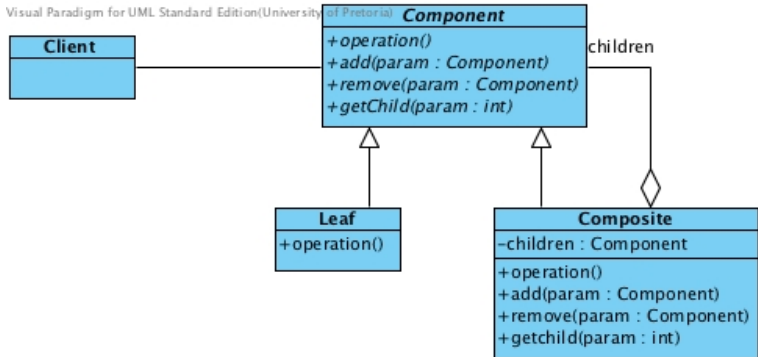 Visual Paradigm for UML Standard Edition(University of Pretoria)
Component
Client
+operation()
+add(param : Component)
+remove(param : Component)
+getChild(param : int)
children
Leaf
+operation()
Composite
-children : Component
+operation()
+add(param : Component)
+remove(param : Component)
+getchild(param : int)